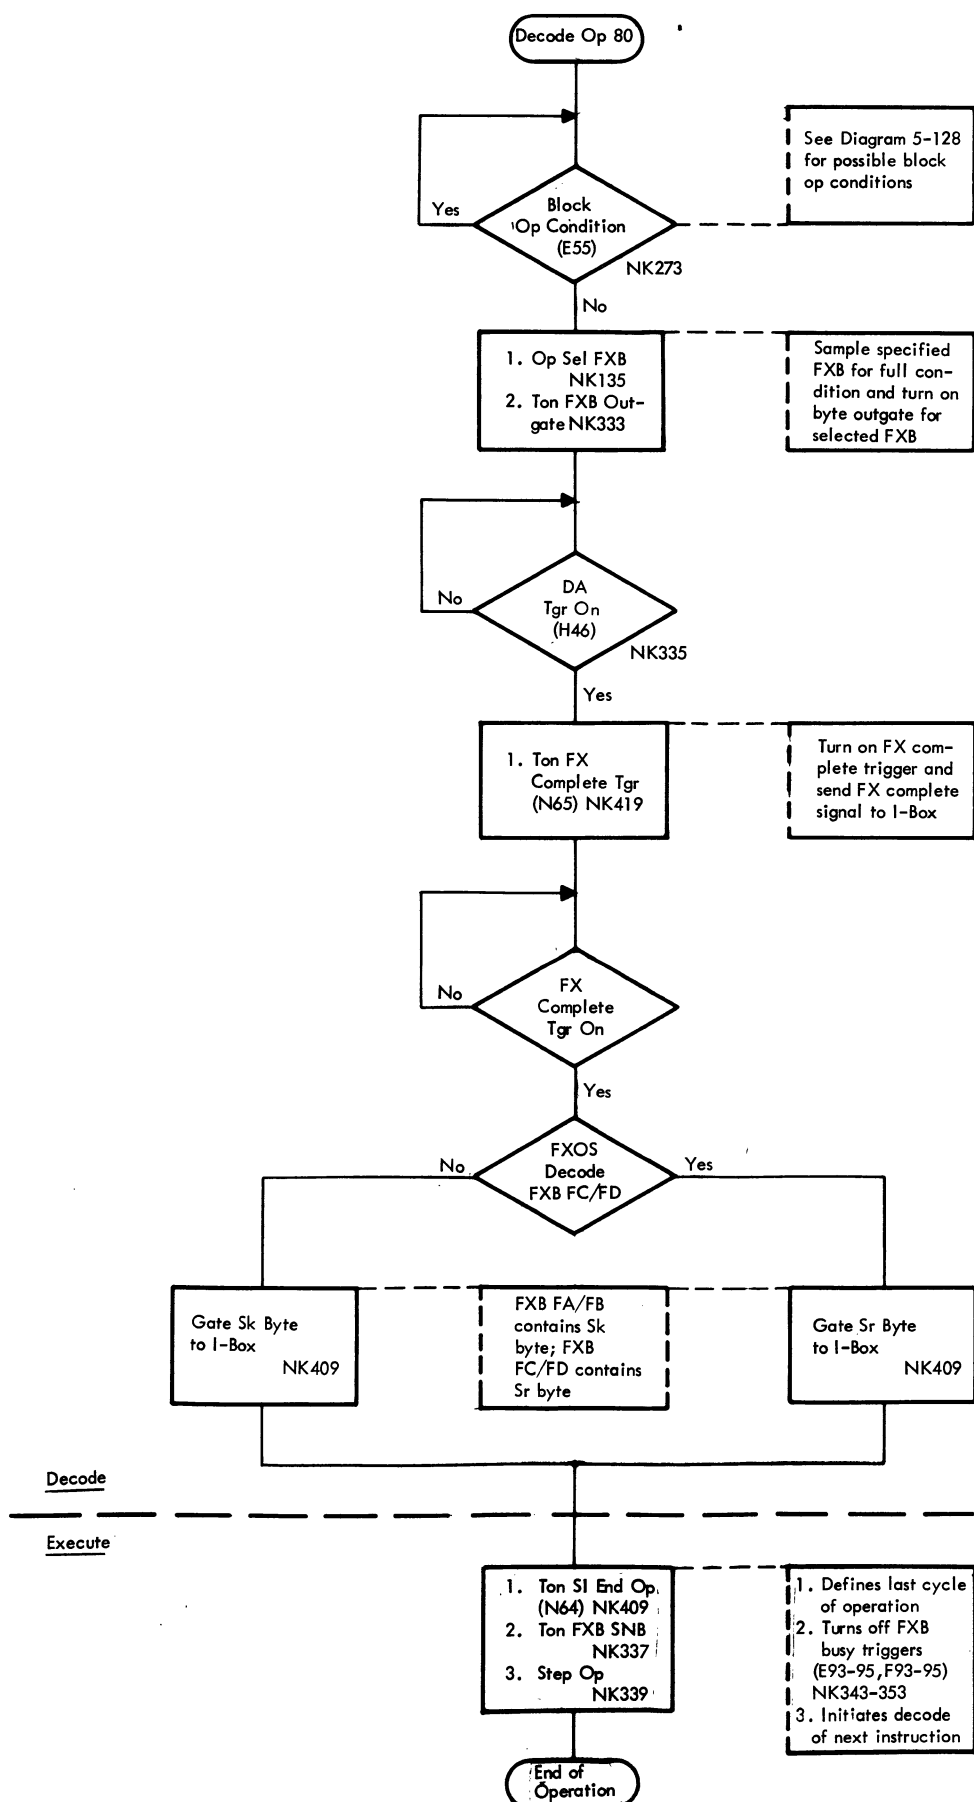 Decode Op 80
See Diagram 5-128
for possible block
op conditions
Block
Op Condition
(E55)
Yes
NK273
No
1. Op Sel FXB
NK135
2. Ton FXB Out-
gate NK333
Sample specified
FXB for full con-
dition and turn on
byte outgate for
selected FXB
DA
Tgr On
(H46)
No
NK335
Yes
1. Ton FX
Complete Tgr
(N65) NK419
Turn on FX com-
plete trigger and
send FX complete
signal to I-Box
FX
Complete
Tgr On
No
Yes
FXOS
Decode
FXB FC/FD
No
Yes
Gate Sk Byte
to I-Box
NK409
FXB FA/FB
contains Sk
byte; FXB
FC/FD contains
Sr byte
Gate Sr Byte
to I-Box
NK409
Decode
Execute
1. Ton SI End Op
(N64) NK409
2. Ton FXB SNB
NK337
3. Step Op
NK339
1. Defines last cycle
of operation
2. Turns off FXB
busy triggers
(E93-95, F93-95)
NK343-353
3. Initiates decode
of next instruction
End of
Operation